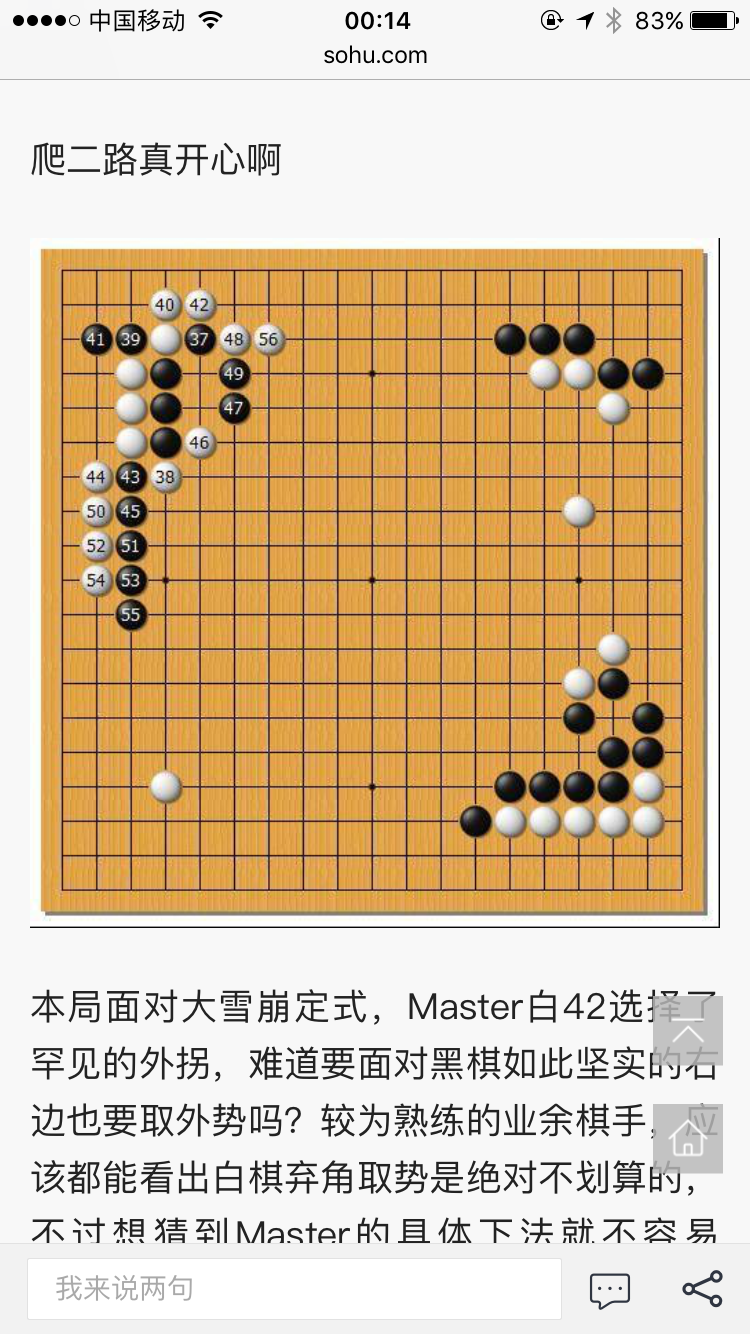 中国移动 00:14 83%
sohu.com
爬二路真开心啊
40 42
41 39 37 48 56
49
47
46
44 43 38
50 45
52 51
54 53
55
本局面对大雪崩定式，Master白42选择了
罕见的外拐，难道要面对黑棋如此坚实的右
边也要取外势吗？较为熟练的业余棋手，应
该都能看出白棋弃角取势是绝对不划算的，
不过想猜到Master的具体下法就不容易
我来说两句